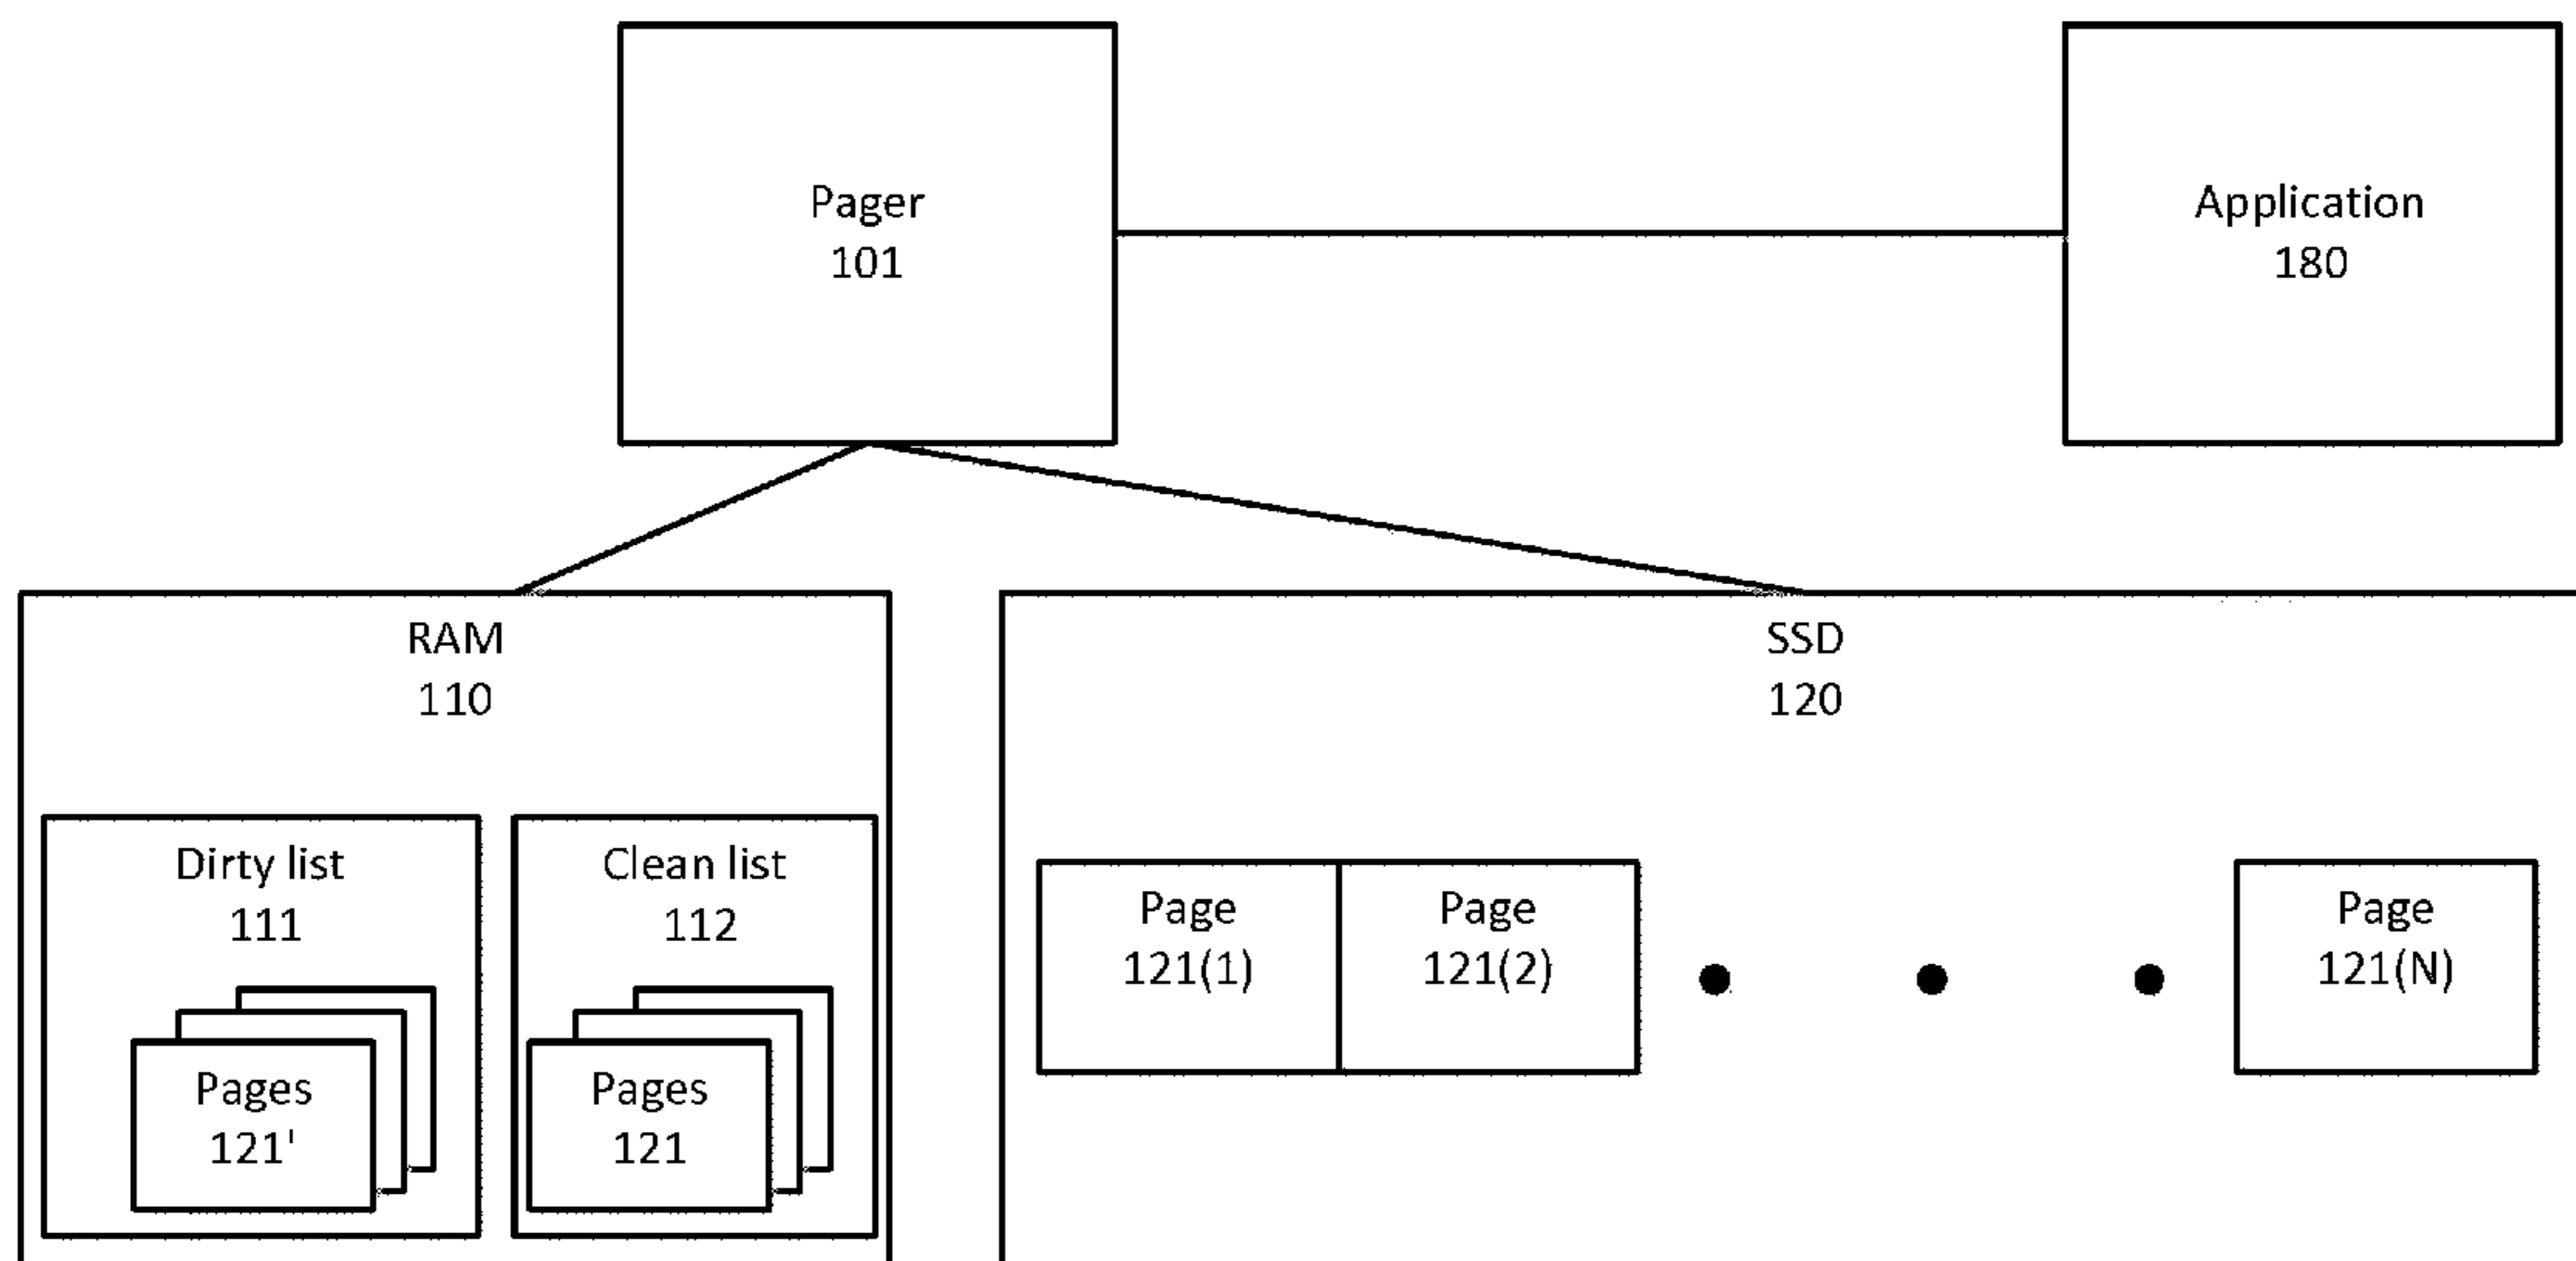 Pager
101
Application
180
RAM
110
SSD
120
Dirty list
111
Clean list
112
Pages
121'
Pages
121
Page
121(1)
Page
121(2)
Page
121(N)